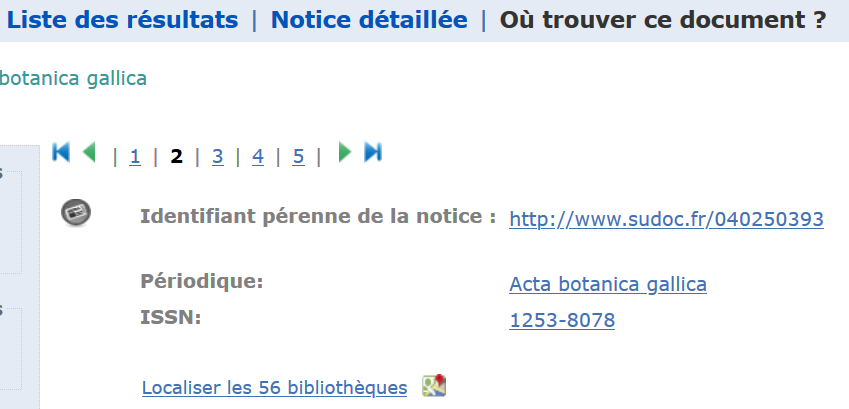 Liste des résultats | Notice détaillée | Où trouver ce document ?
botanica gallica
| 1 | 2 | 3 | 4 | 5 |
s
Identifiant pérenne de la notice : http://www.sudoc.fr/040250393
Périodique: Acta botanica gallica
s
ISSN: 1253-8078
Localiser les 56 bibliothèques